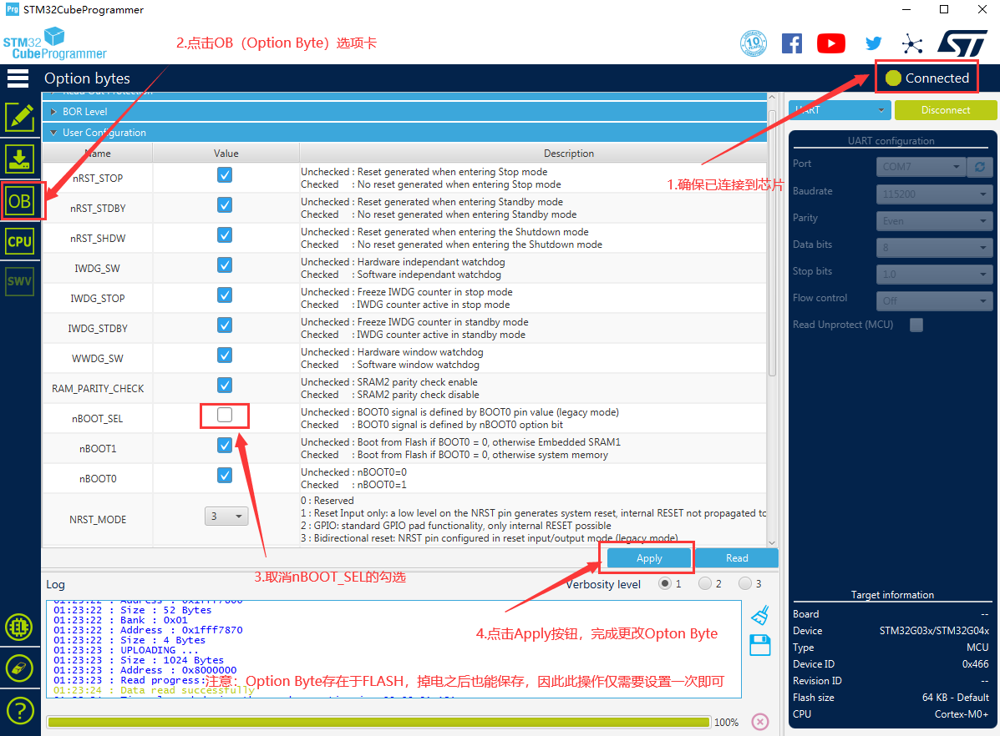 Prg STM32CubeProgrammer
STM32
CubeProgrammer
2.点击OB（Option Byte）选项卡
10
Option bytes
Connected
Read Out Protection
BOR Level
User Configuration
Name Value Description
nRST_STOP
Unchecked : Reset generated when entering Stop mode
Checked : No reset generated when entering Stop mode
nRST_STDBY
Unchecked : Reset generated when entering Standby mode
Checked : No reset generated when entering Standby mode
nRST_SHDW
Unchecked : Reset generated when entering the Shutdown mode
Checked : No reset generated when entering the Shutdown mode
IWDG_SW
Unchecked : Hardware independant watchdog
Checked : Software independant watchdog
IWDG_STOP
Unchecked : Freeze IWDG counter in stop mode
Checked : IWDG counter active in stop mode
IWDG_STDBY
Unchecked : Freeze IWDG counter in standby mode
Checked : IWDG counter active in standby mode
WWDG_SW
Unchecked : Hardware window watchdog
Checked : Software window watchdog
RAM_PARITY_CHECK
Unchecked : SRAM2 parity check enable
Checked : SRAM2 parity check disable
nBOOT_SEL
Unchecked : BOOT0 signal is defined by BOOT0 pin value (legacy mode)
Checked : BOOT0 signal is defined by nBOOT0 option bit
nBOOT1
Unchecked : Boot from Flash if BOOT0 = 0, otherwise Embedded SRAM1
Checked : Boot from Flash if BOOT0 = 0, otherwise system memory
nBOOT0
Unchecked : nBOOT0=0
Checked : nBOOT0=1
NRST_MODE
3
0 : Reserved
1 : Reset Input only: a low level on the NRST pin generates system reset, internal RESET not propagated to
2 : GPIO: standard GPIO pad functionality, only internal RESET possible
3 : Bidirectional reset: NRST pin configured in reset input/output mode (legacy mode)
OB
CPU
SWV
1.确保已连接到芯片
3.取消nBOOT_SEL的勾选
Apply Read
Log
Verbosity level 1 2 3
4.点击Apply按钮，完成更改Opton Byte
01:23:22 : Address : 0x1fff7800
01:23:22 : Size : 52 Bytes
01:23:22 : Bank : 0x01
01:23:22 : Address : 0x1fff7870
01:23:22 : Size : 4 Bytes
01:23:23 : UPLOADING ...
01:23:23 : Size : 1024 Bytes
01:23:23 : Address : 0x8000000
01:23:23 : Read progress:
注意：Option Byte存在于FLASH，掉电之后也能保存，因此此操作仅需要设置一次即可
01:23:24 : Data read successfully
100%
UART Disconnect
UART configuration
Port COM7
Baudrate 115200
Parity Even
Data bits 8
Stop bits 1.0
Flow control Off
Read Unprotect (MCU)
Target information
Board --
Device STM32G03x/STM32G04x
Type MCU
Device ID 0x466
Revision ID --
Flash size 64 KB - Default
CPU Cortex-M0+